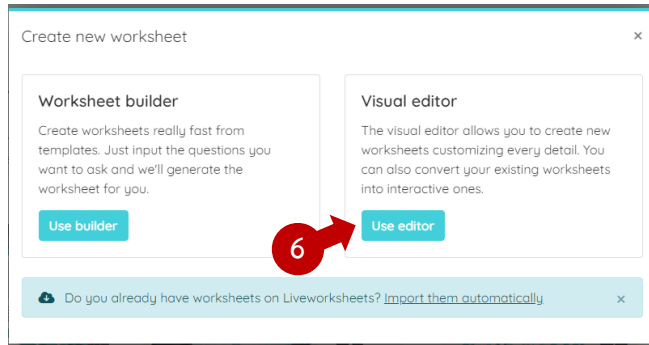 Create new worksheet ×
Worksheet builder
Create worksheets really fast from
templates. Just input the questions you
want to ask and we'll generate the
worksheet for you.
Use builder
Visual editor
The visual editor allows you to create new
worksheets customizing every detail. You
can also convert your existing worksheets
into interactive ones.
Use editor
6
Do you already have worksheets on Liveworksheets? Import them automatically ×